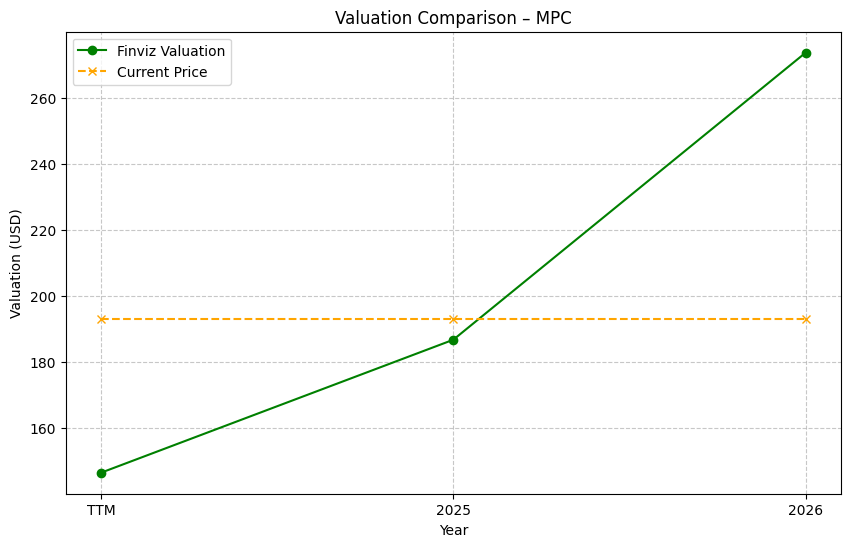 Valuation Comparison – MPC
Finviz Valuation
Current Price
Valuation (USD)
260
240
220
200
180
160
TTM
2025
2026
Year